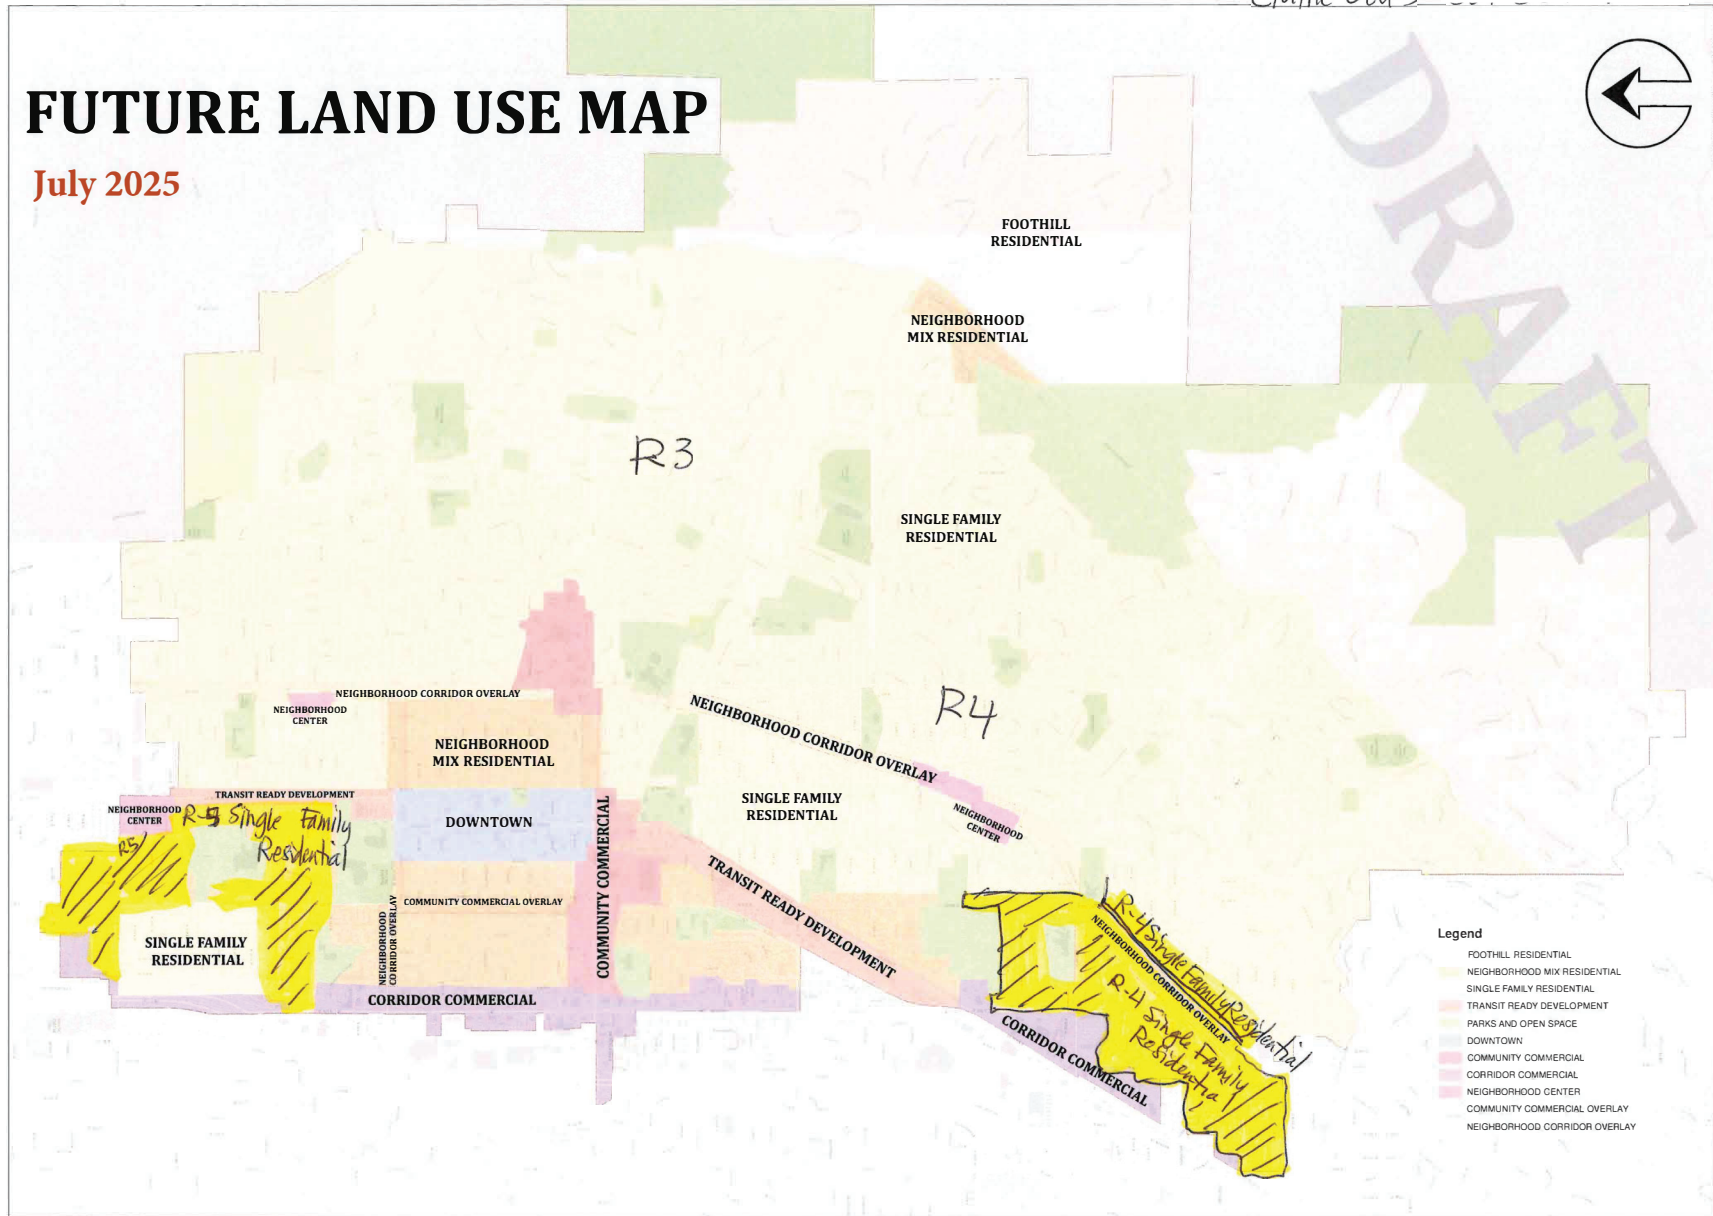 FUTURE LAND USE MAP
July 2025
DRAFT
FOOTHILL
RESIDENTIAL
NEIGHBORHOOD
MIX RESIDENTIAL
R3
SINGLE FAMILY
RESIDENTIAL
NEIGHBORHOOD CORRIDOR OVERLAY
NEIGHBORHOOD
CENTER
R4
NEIGHBORHOOD CORRIDOR OVERLAY
NEIGHBORHOOD
MIX RESIDENTIAL
TRANSIT READY DEVELOPMENT
NEIGHBORHOOD
CENTER
R-5 Single Family
Residential
R5
DOWNTOWN
COMMUNITY COMMERCIAL
SINGLE FAMILY
RESIDENTIAL
NEIGHBORHOOD
CENTER
TRANSIT READY DEVELOPMENT
COMMUNITY COMMERCIAL OVERLAY
NEIGHBORHOOD
CORRIDOR OVERLAY
SINGLE FAMILY
RESIDENTIAL
CORRIDOR COMMERCIAL
R-4 Single Family Residential
NEIGHBORHOOD CORRIDOR OVERLAY
R-4 Single Family
Residentia
CORRIDOR COMMERCIAL
Legend
FOOTHILL RESIDENTIAL
NEIGHBORHOOD MIX RESIDENTIAL
SINGLE FAMILY RESIDENTIAL
TRANSIT READY DEVELOPMENT
PARKS AND OPEN SPACE
DOWNTOWN
COMMUNITY COMMERCIAL
CORRIDOR COMMERCIAL
NEIGHBORHOOD CENTER
COMMUNITY COMMERCIAL OVERLAY
NEIGHBORHOOD CORRIDOR OVERLAY